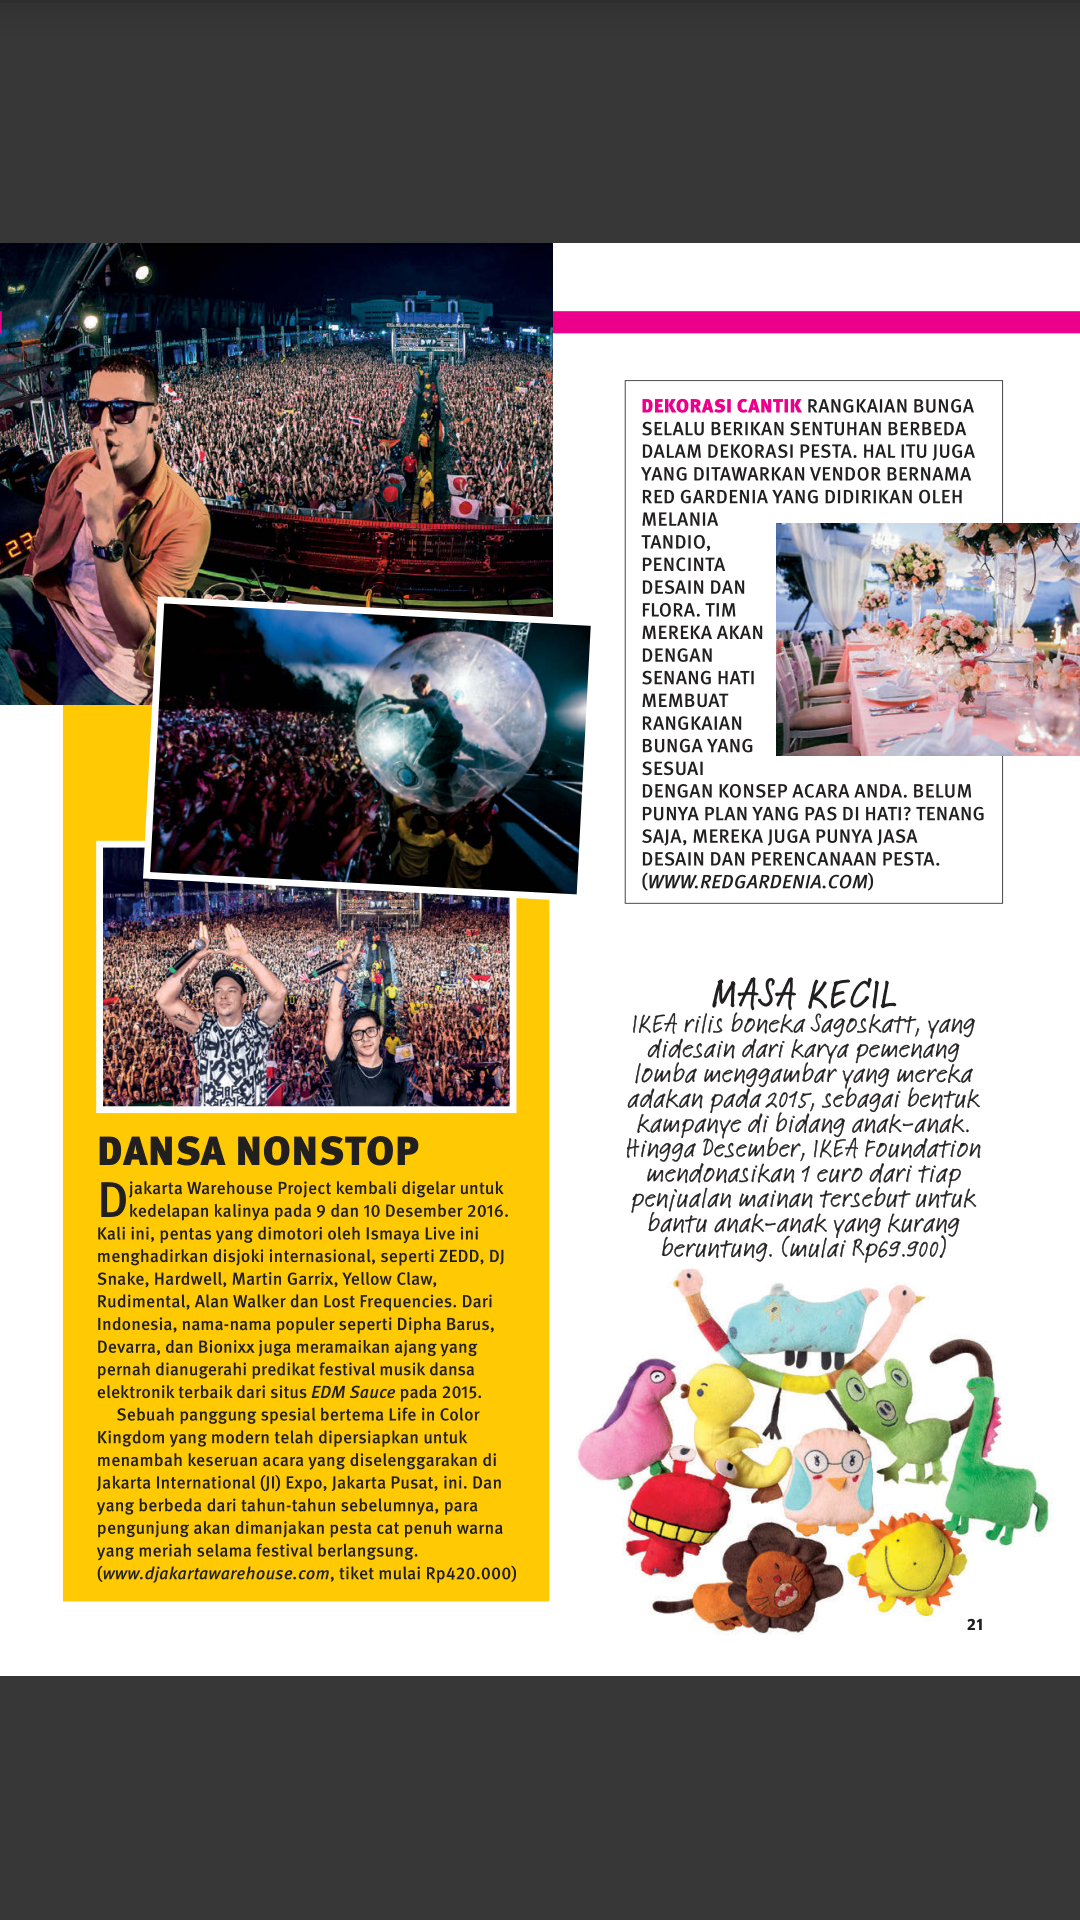 DANSA NONSTOP
Djakarta Warehouse Project kembali digelar untuk
kedelapan kalinya pada 9 dan 10 Desember 2016.
Kali ini, pentas yang dimotori oleh Ismaya Live ini
menghadirkan disjoki internasional, seperti ZEDD, DJ
Snake, Hardwell, Martin Garrix, Yellow Claw,
Rudimental, Alan Walker dan Lost Frequencies. Dari
Indonesia, nama-nama populer seperti Dipha Barus,
Devarra, dan Bionixx juga meramaikan ajang yang
pernah dianugerahi predikat festival musik dansa
elektronik terbaik dari situs EDM Sauce pada 2015.
Sebuah panggung spesial bertema Life in Color
Kingdom yang modern telah dipersiapkan untuk
menambah keseruan acara yang diselenggarakan di
Jakarta International (JI) Expo, Jakarta Pusat, ini. Dan
yang berbeda dari tahun-tahun sebelumnya, para
pengunjung akan dimanjakan pesta cat penuh warna
yang meriah selama festival berlangsung.
(www.djakartawarehouse.com, tiket mulai Rp420.000)
DEKORASI CANTIK RANGKAIAN BUNGA
SELALU BERIKAN SENTUHAN BERBEDA
DALAM DEKORASI PESTA. HAL ITU JUGA
YANG DITAWARKAN VENDOR BERNAMA
RED GARDENIA YANG DIDIRIKAN OLEH
MELANIA
TANDIO,
PENCINTA
DESAIN DAN
FLORA. TIM
MEREKA AKAN
DENGAN
SENANG HATI
MEMBUAT
RANGKAIAN
BUNGA YANG
SESUAI
DENGAN KONSEP ACARA ANDA. BELUM
PUNYA PLAN YANG PAS DI HATI? TENANG
SAJA, MEREKA JUGA PUNYA JASA
DESAIN DAN PERENCANAAN PESTA.
(WWW.REDGARDENIA.COM)
MASA KECIL
IKEA rilis boneka Sagoskatt, yang
didesain dari karya pemenang
lomba menggambar yang mereka
adakan pada 2015, sebagai bentuk
kampanye di bidang anak-anak.
Hingga Desember, IKEA Foundation
mendonasikan 1 euro dari tiap
penjualan mainan tersebut untuk
bantu anak-anak yang kurang
beruntung. (mulai Rp69.900)
23
DWP
21